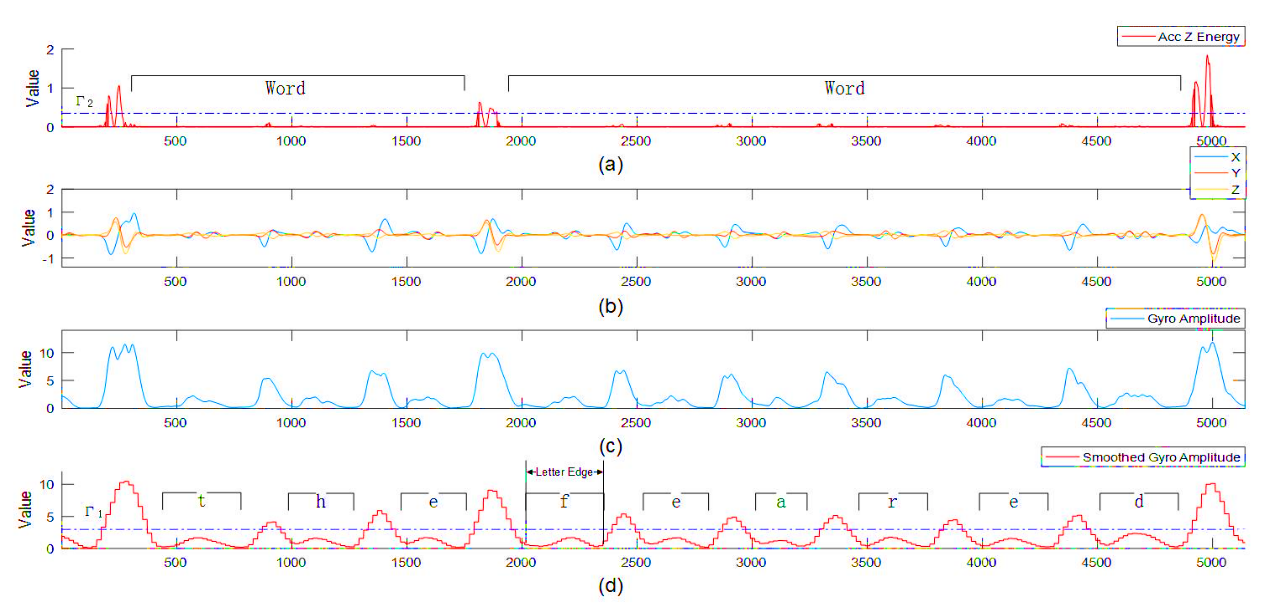 Acc Z Energy
2
1
0
Value
Γ2
Word
Word
500 1000 1500 2000 2500 3000 3500 4000 4500 5000
(a)
X
Y
Z
2
1
0
-1
Value
500 1000 1500 2000 2500 3000 3500 4000 4500 5000
(b)
Gyro Amplitude
10
5
0
Value
500 1000 1500 2000 2500 3000 3500 4000 4500 5000
(c)
Smoothed Gyro Amplitude
Letter Edge
10
5
0
Value
Γ1
t h e f e a r e d
500 1000 1500 2000 2500 3000 3500 4000 4500 5000
(d)